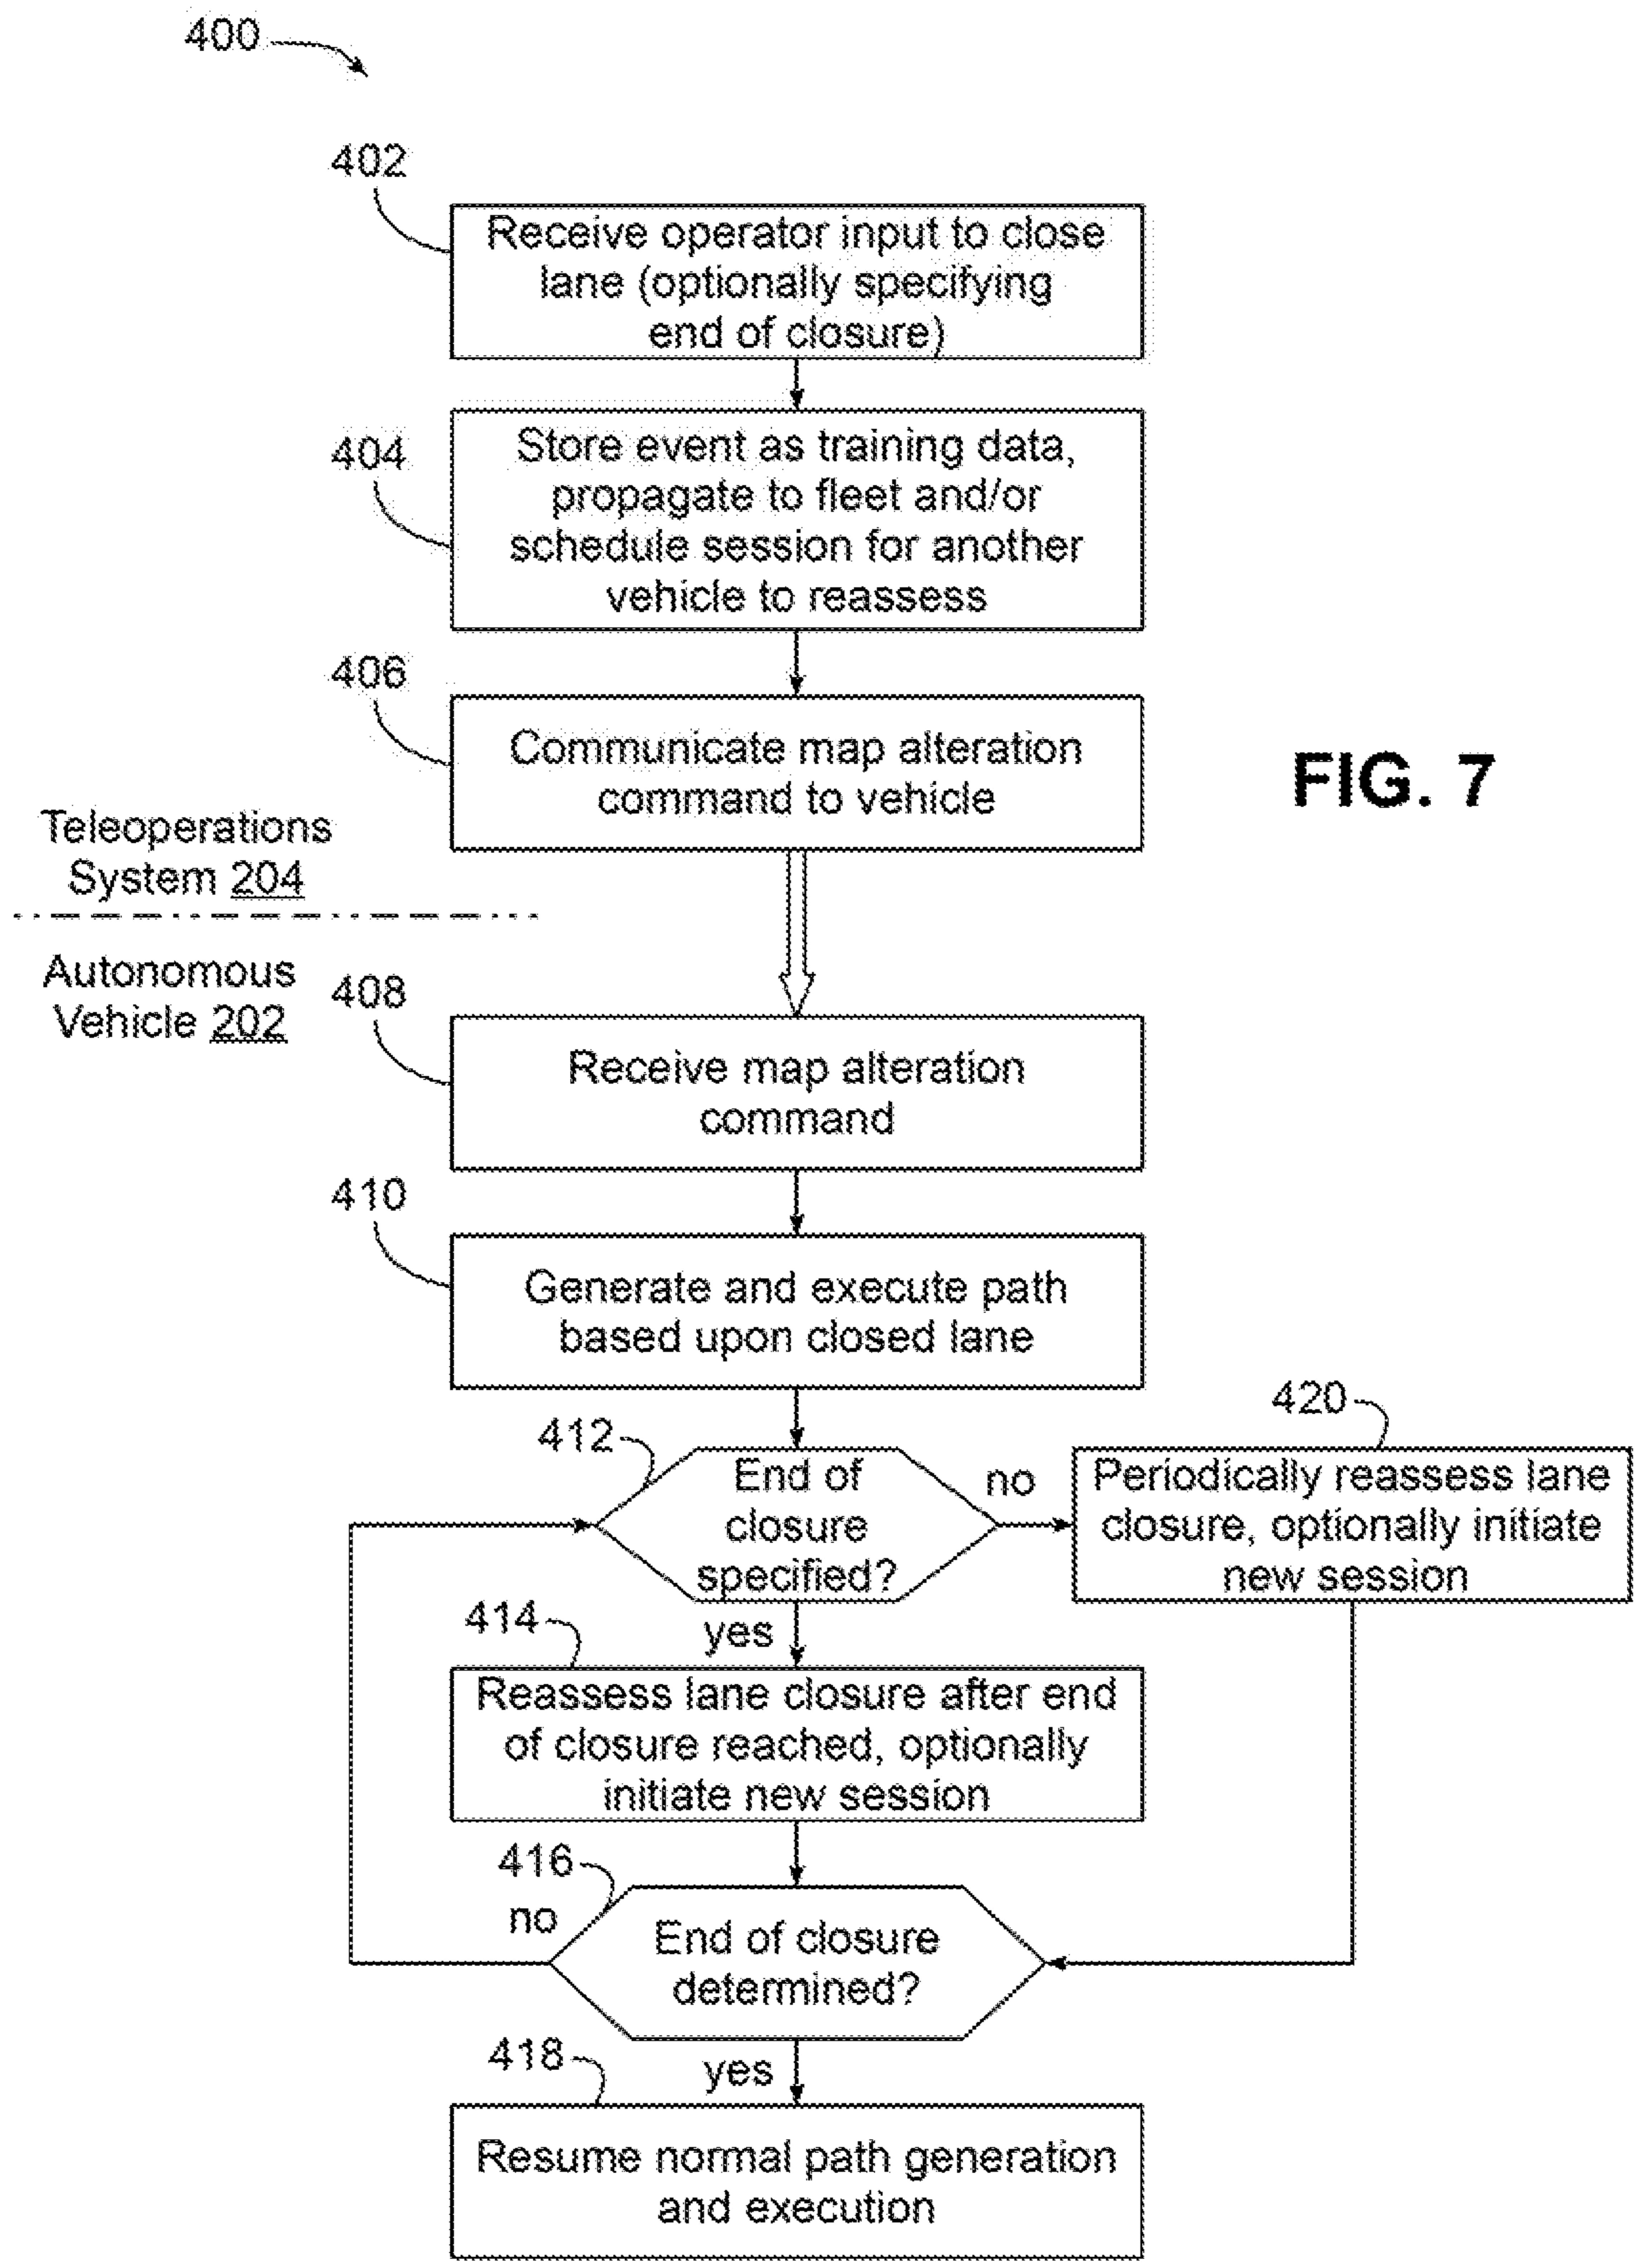 400
402
Receive operator input to close
lane (optionally specifying
end of closure)
404
Store event as training data,
propagate to fleet and/or
schedule session for another
vehicle to reassess
406
Communicate map alteration
command to vehicle
FIG. 7
Teleoperations
System 204
Autonomous
Vehicle 202
408
Receive map alteration
command
410
Generate and execute path
based upon closed lane
412
End of
closure
specified?
no
420
Periodically reassess lane
closure, optionally initiate
new session
yes
414
Reassess lane closure after end
of closure reached, optionally
initiate new session
416
no
End of closure
determined?
yes
418
Resume normal path generation
and execution